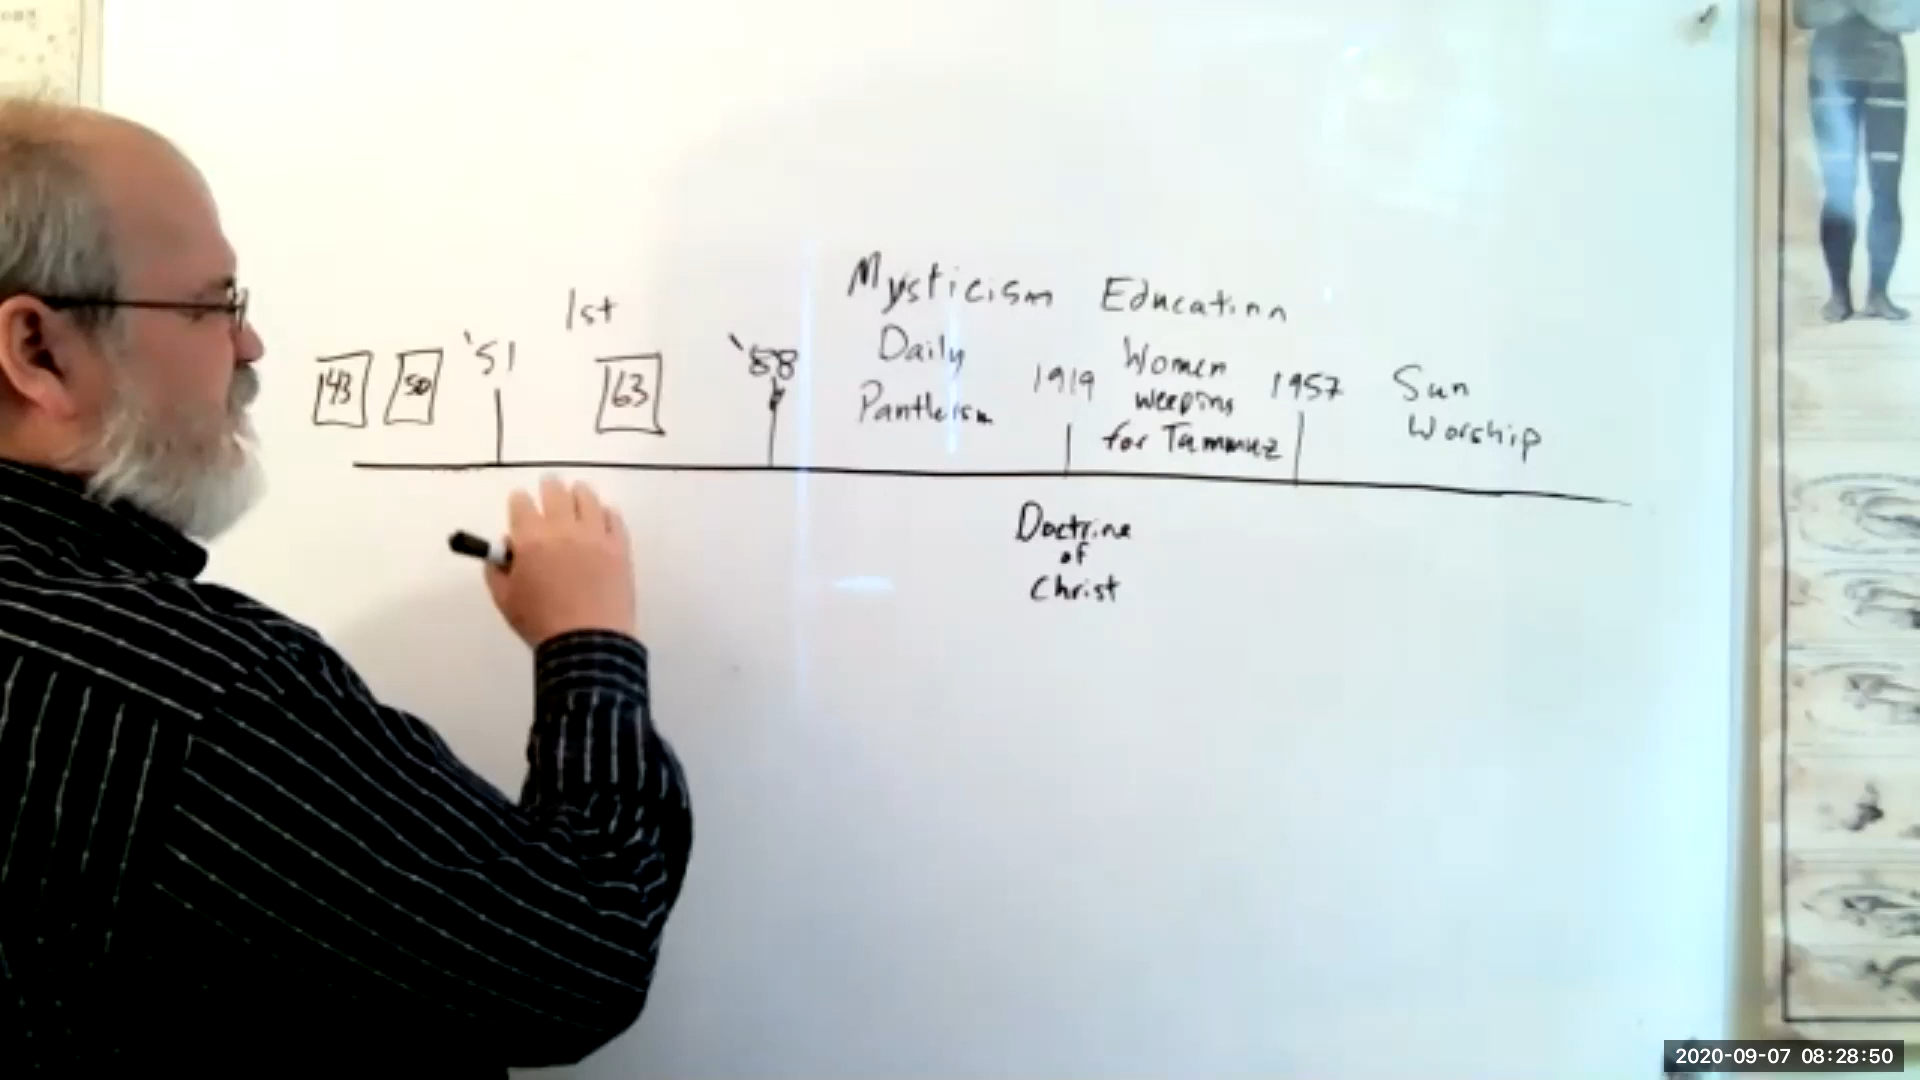 Mysticism Education
1st
Daily
Women
'51
'88
1919
weeping
1957
Sun
143
50
63
Pantheism
for Tammuz
Worship
Doctrine
of
Christ
2020-09-07 08:28:50